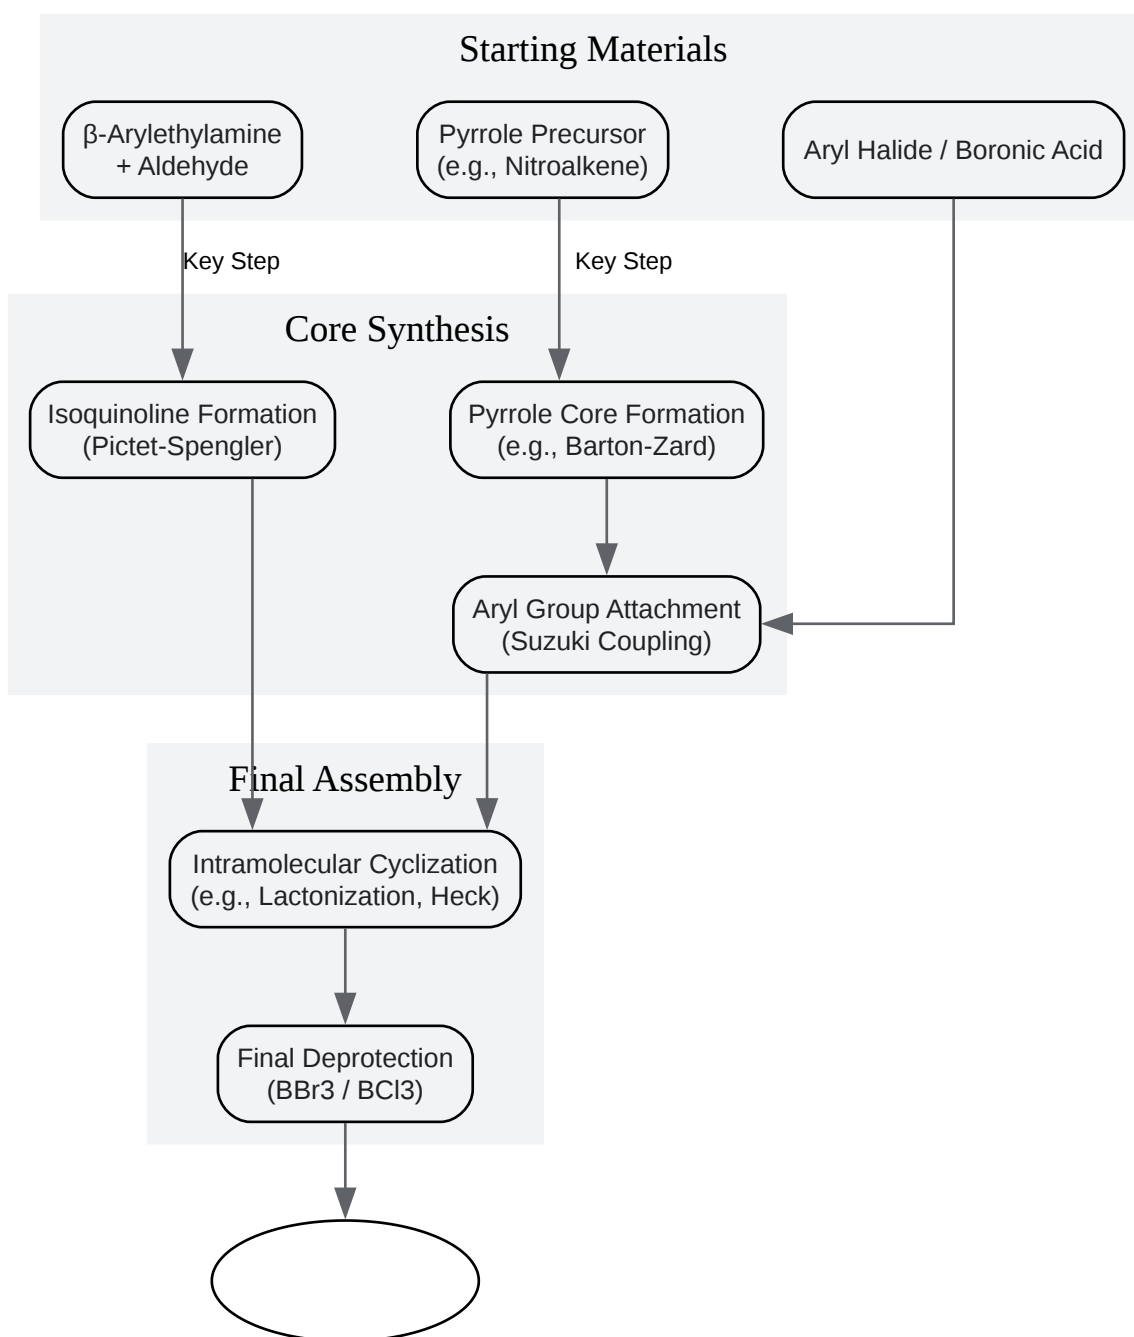 Starting Materials
β-Arylethylamine
+ Aldehyde
Pyrrole Precursor
(e.g., Nitroalkene)
Aryl Halide / Boronic Acid
Key Step
Key Step
Core Synthesis
Isoquinoline Formation
(Pictet-Spengler)
Pyrrole Core Formation
(e.g., Barton-Zard)
Aryl Group Attachment
(Suzuki Coupling)
Final Assembly
Intramolecular Cyclization
(e.g., Lactonization, Heck)
Final Deprotection
(BBr3 / BCl3)